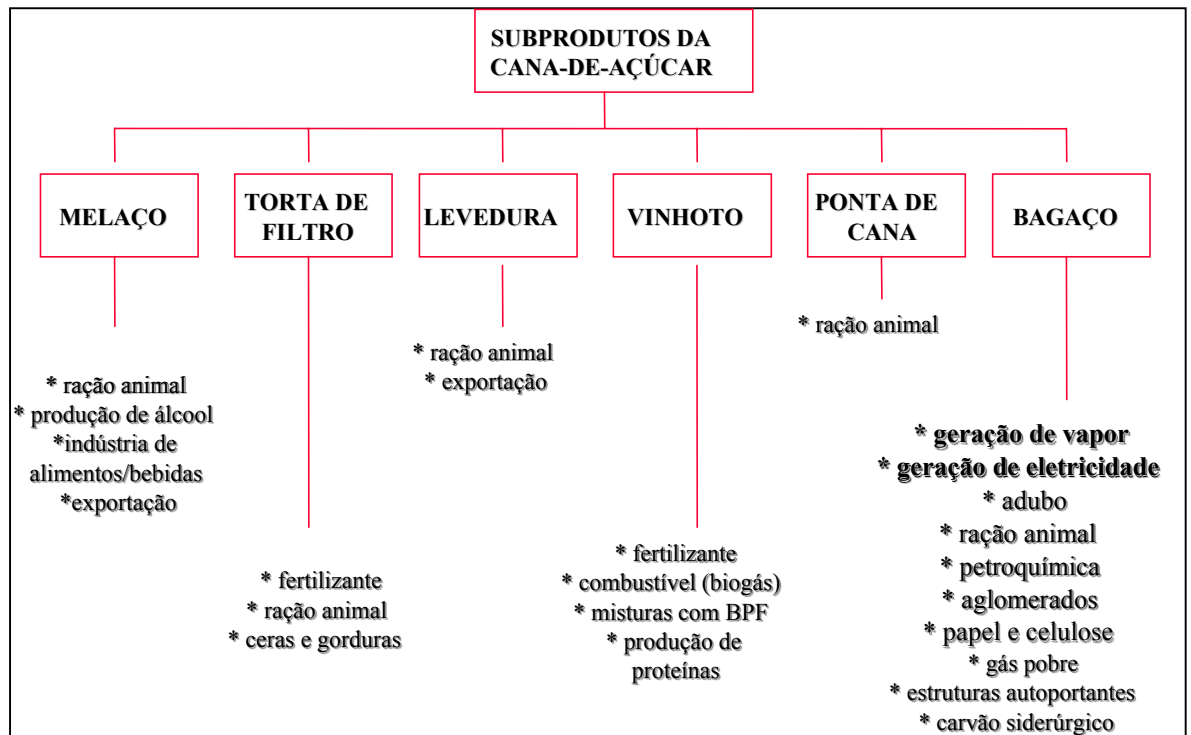 SUBPRODUTOS DA
CANA-DE-AÇÚCAR
MELAÇO
TORTA DE
FILTRO
LEVEDURA
VINHOTO
PONTA DE
CANA
BAGAÇO
* ração animal
* produção de álcool
*indústria de
alimentos/bebidas
*exportação
* fertilizante
* ração animal
* ceras e gorduras
* ração animal
* exportação
* fertilizante
* combustível (biogás)
* misturas com BPF
* produção de
proteínas
* ração animal
* geração de vapor
* geração de eletricidade
* adubo
* ração animal
* petroquímica
* aglomerados
* papel e celulose
* gás pobre
* estruturas autoportantes
* carvão siderúrgico